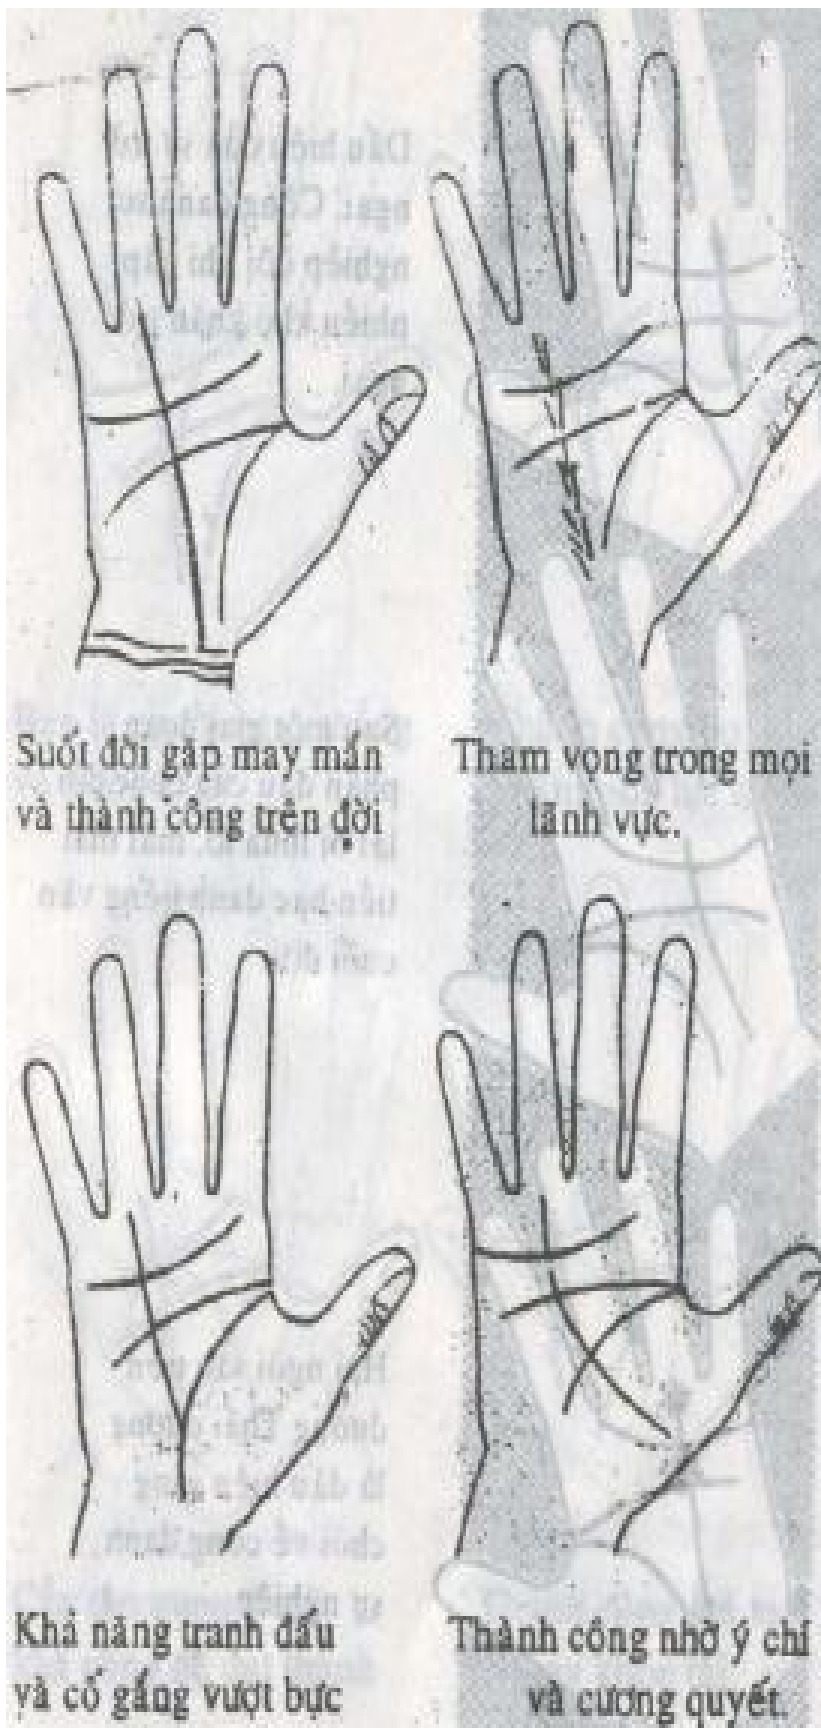 Suốt đời gặp may mắn
và thành công trên đời
Tham vọng trong mọi
lãnh vực.
Khả năng tranh đấu
và cố gắng vượt bực
Thành công nhờ ý chí
và cương quyết.